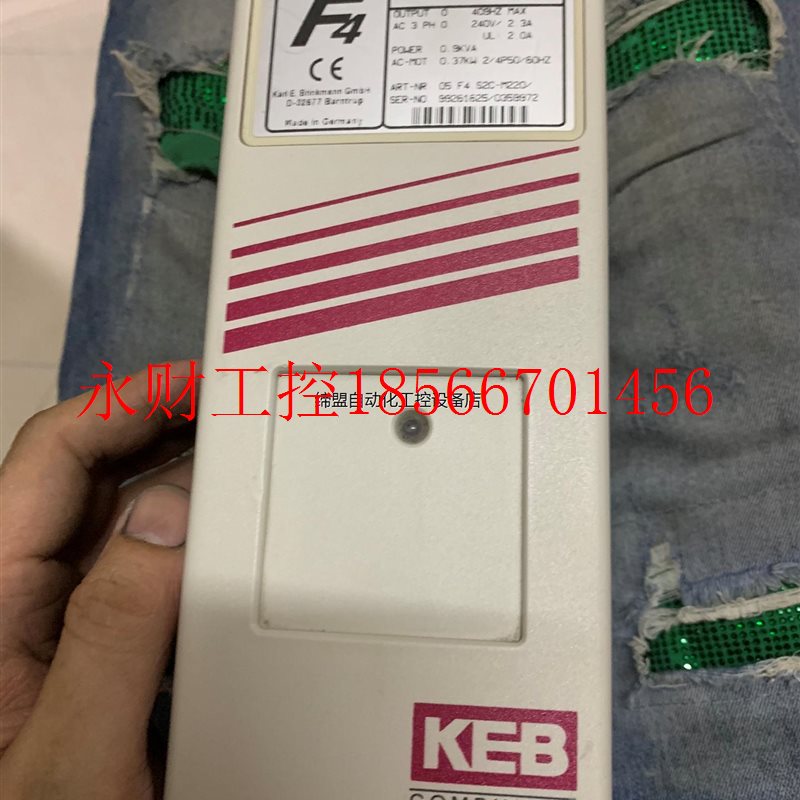 F4
CE
Karl E. Brinkmann GmbH
D-32677 Barntrup
Made in Germany
OUTPUT 0 409HZ MAX
AC 3 PH 0 240V/ 2.3A
UL: 2.0A
POWER 0.9KVA
AC-MOT 0.37KW 2/4P50/60HZ
ART-NR 05 F4 S2C-M220/
SER-NO 99261625/0359972
永财工控18566701456
缔盟自动化工控设备店
KEB